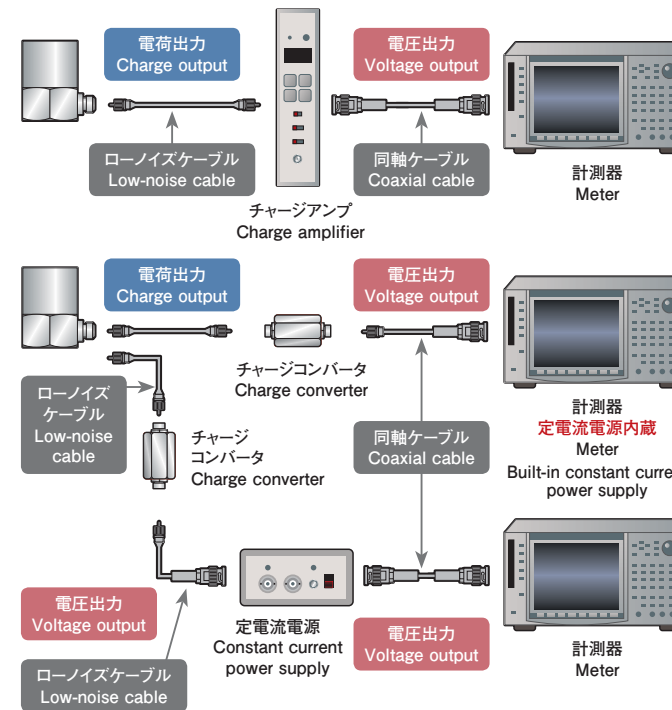 電荷出力
Charge output
電圧出力
Voltage output
ローノイズケーブル
Low-noise cable
同軸ケーブル
Coaxial cable
計測器
Meter
チャージアンプ
Charge amplifier
電荷出力
Charge output
電圧出力
Voltage output
チャージコンバータ
Charge converter
ローノイズ
ケーブル
Low-noise
cable
チャージ
コンバータ
Charge converter
同軸ケーブル
Coaxial cable
計測器
定電流電源内蔵
Meter
Built-in constant curre
power supply
電圧出力
Voltage output
ローノイズケーブル
Low-noise cable
定電流電源
Constant current
power supply
電圧出力
Voltage output
計測器
Meter